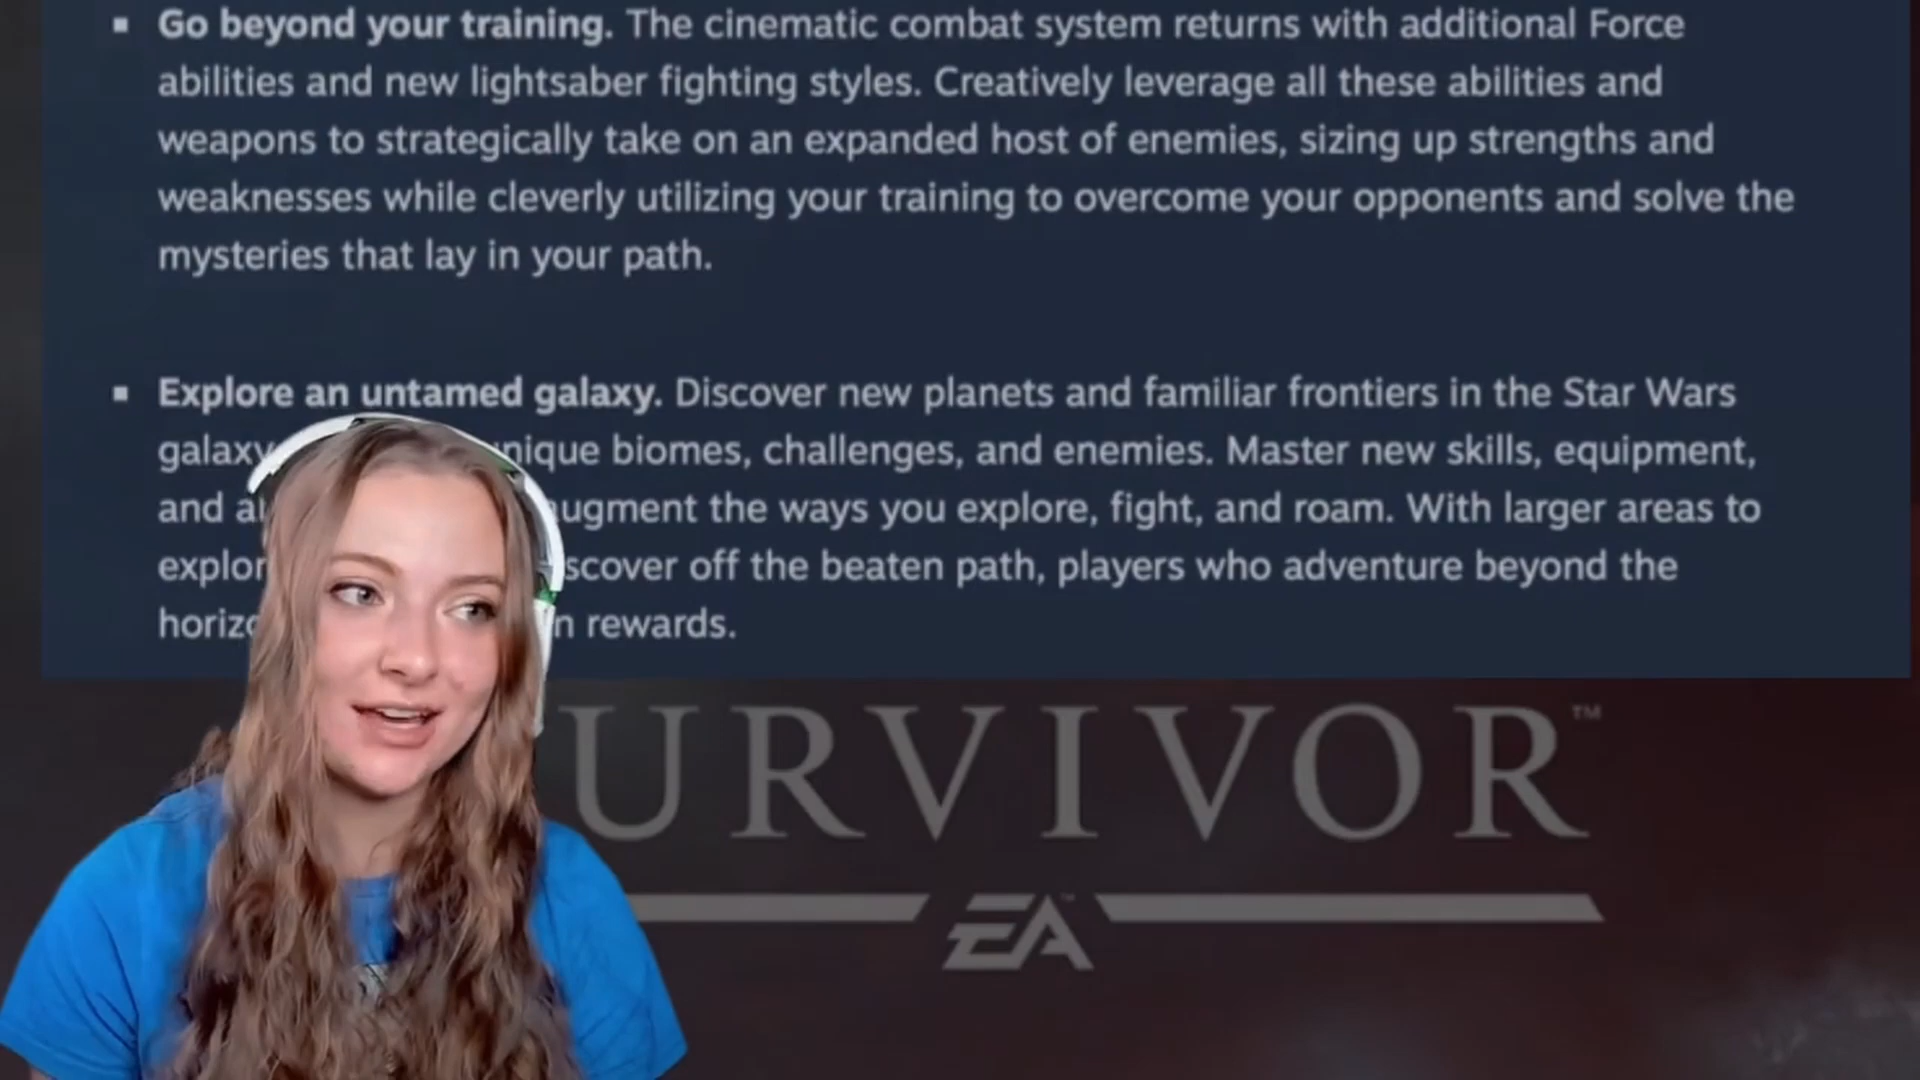 ▪ Go beyond your training. The cinematic combat system returns with additional Force
abilities and new lightsaber fighting styles. Creatively leverage all these abilities and
weapons to strategically take on an expanded host of enemies, sizing up strengths and
weaknesses while cleverly utilizing your training to overcome your opponents and solve the
mysteries that lay in your path.
▪ Explore an untamed galaxy. Discover new planets and familiar frontiers in the Star Wars
galaxy nique biomes, challenges, and enemies. Master new skills, equipment,
and a ugment the ways you explore, fight, and roam. With larger areas to
explor scover off the beaten path, players who adventure beyond the
horiz n rewards.
URVIVOR™
EA™